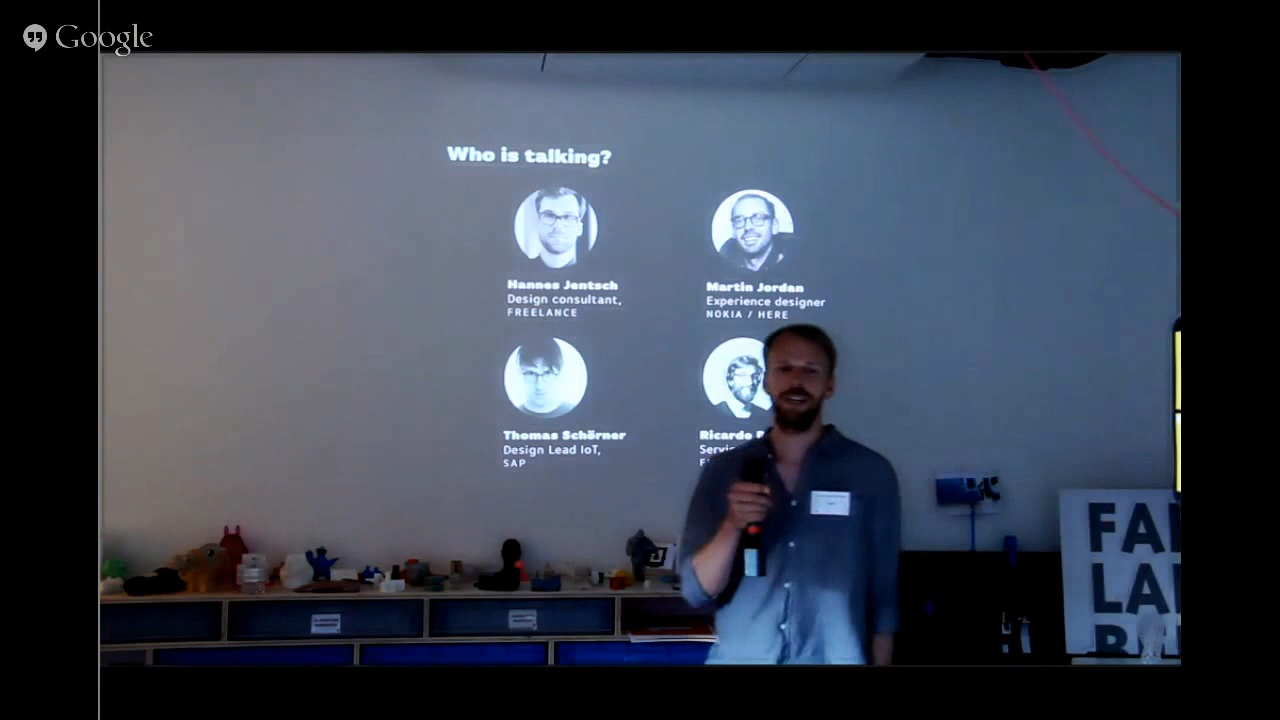 Google
Who is talking?
Hannes Jentsch
Design consultant,
FREELANCE
Martin Jordan
Experience designer
NOKIA / HERE
Thomas Schörner
Design Lead IoT,
SAP
Ricardo
FA
LA